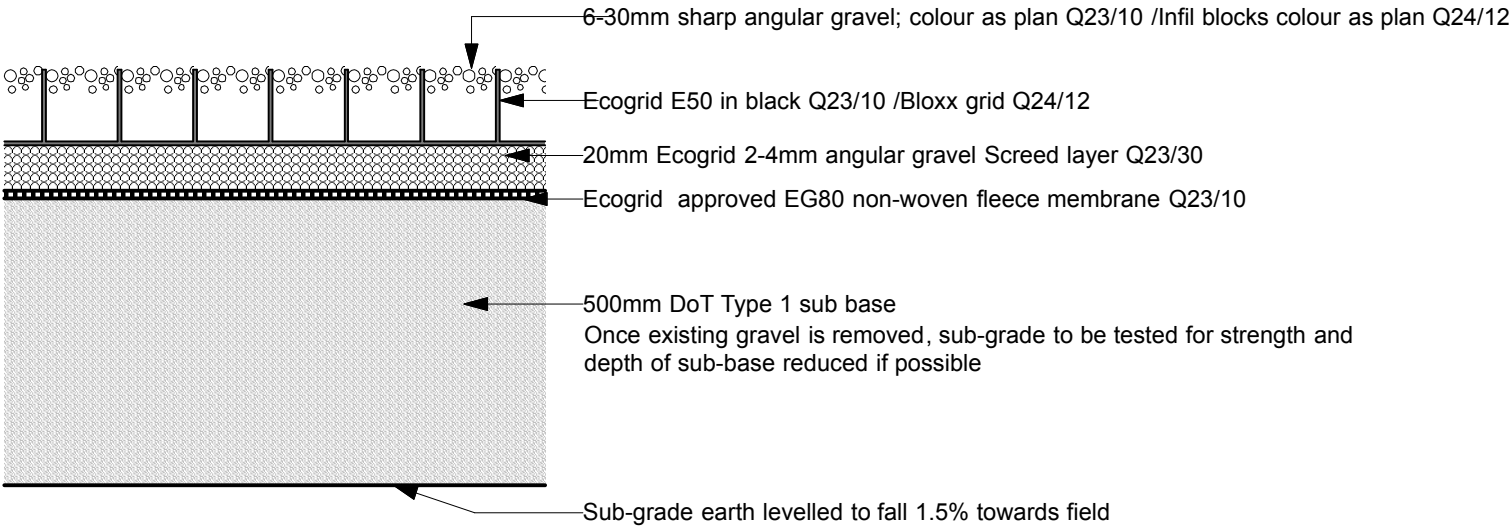 6-30mm sharp angular gravel; colour as plan Q23/10 /Infil blocks colour as plan Q24/12
Ecogrid E50 in black Q23/10 /Bloxx grid Q24/12
20mm Ecogrid 2-4mm angular gravel Screed layer Q23/30
Ecogrid approved EG80 non-woven fleece membrane Q23/10
500mm DoT Type 1 sub base
Once existing gravel is removed, sub-grade to be tested for strength and
depth of sub-base reduced if possible
Sub-grade earth levelled to fall 1.5% towards field